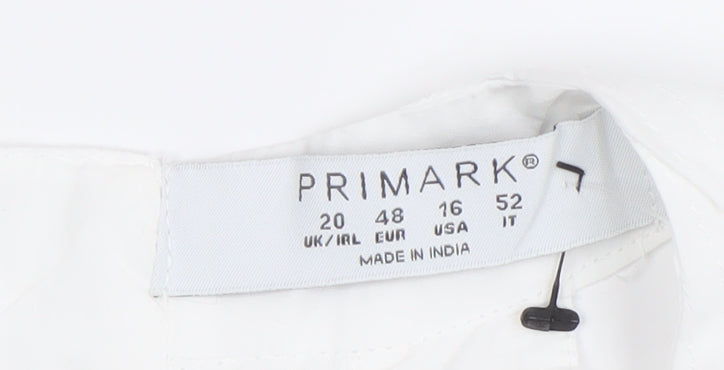 PRIMARK®
20 48 16 52
UK/IRL EUR USA IT
MADE IN INDIA